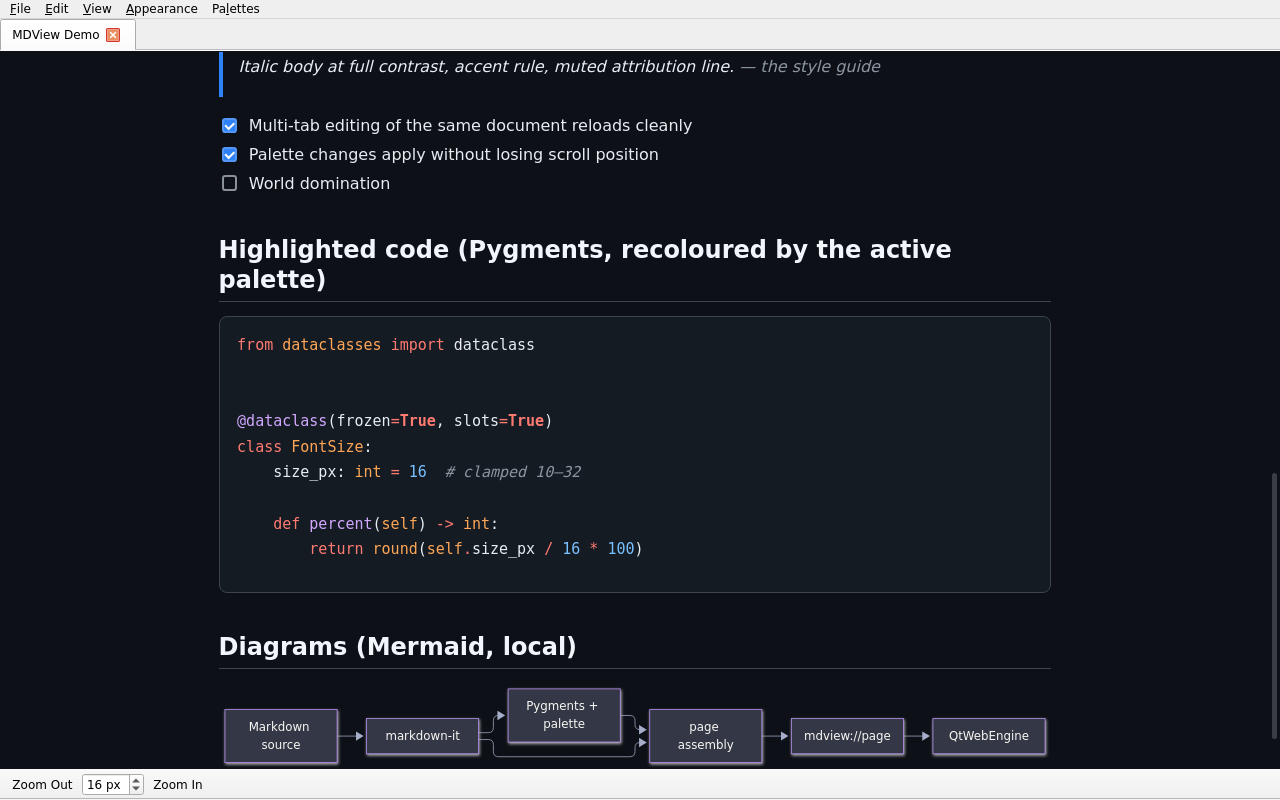 File Edit View Appearance Palettes
MDView Demo
Italic body at full contrast, accent rule, muted attribution line. — the style guide
Multi-tab editing of the same document reloads cleanly
Palette changes apply without losing scroll position
World domination
Highlighted code (Pygments, recoloured by the active
palette)
from dataclasses import dataclass
@dataclass(frozen=True, slots=True)
class FontSize:
    size_px: int = 16  # clamped 10–32
    def percent(self) -> int:
        return round(self.size_px / 16 * 100)
Diagrams (Mermaid, local)
Markdown
source
markdown-it
Pygments +
palette
page
assembly
mdview://page
QtWebEngine
Zoom Out 16 px Zoom In